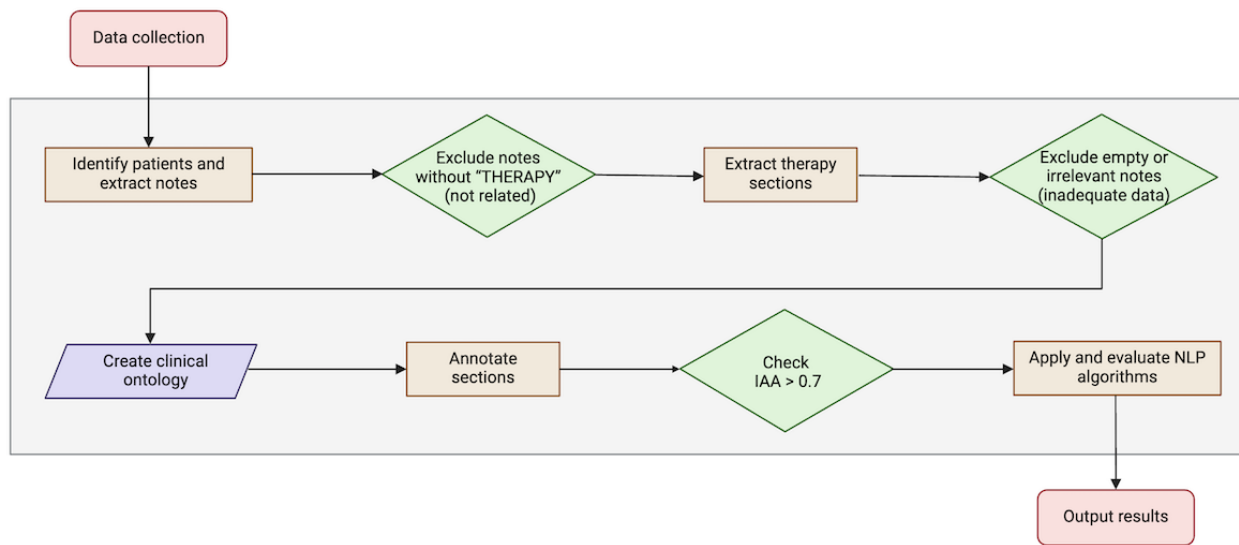 Data collection
Identify patients and
extract notes
Exclude notes
without “THERAPY”
(not related)
Extract therapy
sections
Exclude empty or
irrelevant notes
(inadequate data)
Create clinical
ontology
Annotate
sections
Check
IAA > 0.7
Apply and evaluate NLP
algorithms
Output results